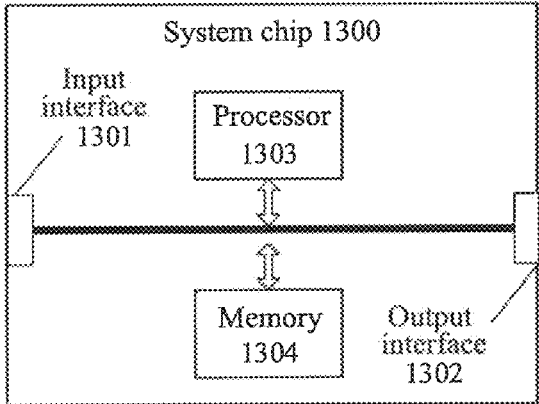 System chip 1300
Input
interface
1301
Processor
1303
Memory
1304
Output
interface
1302